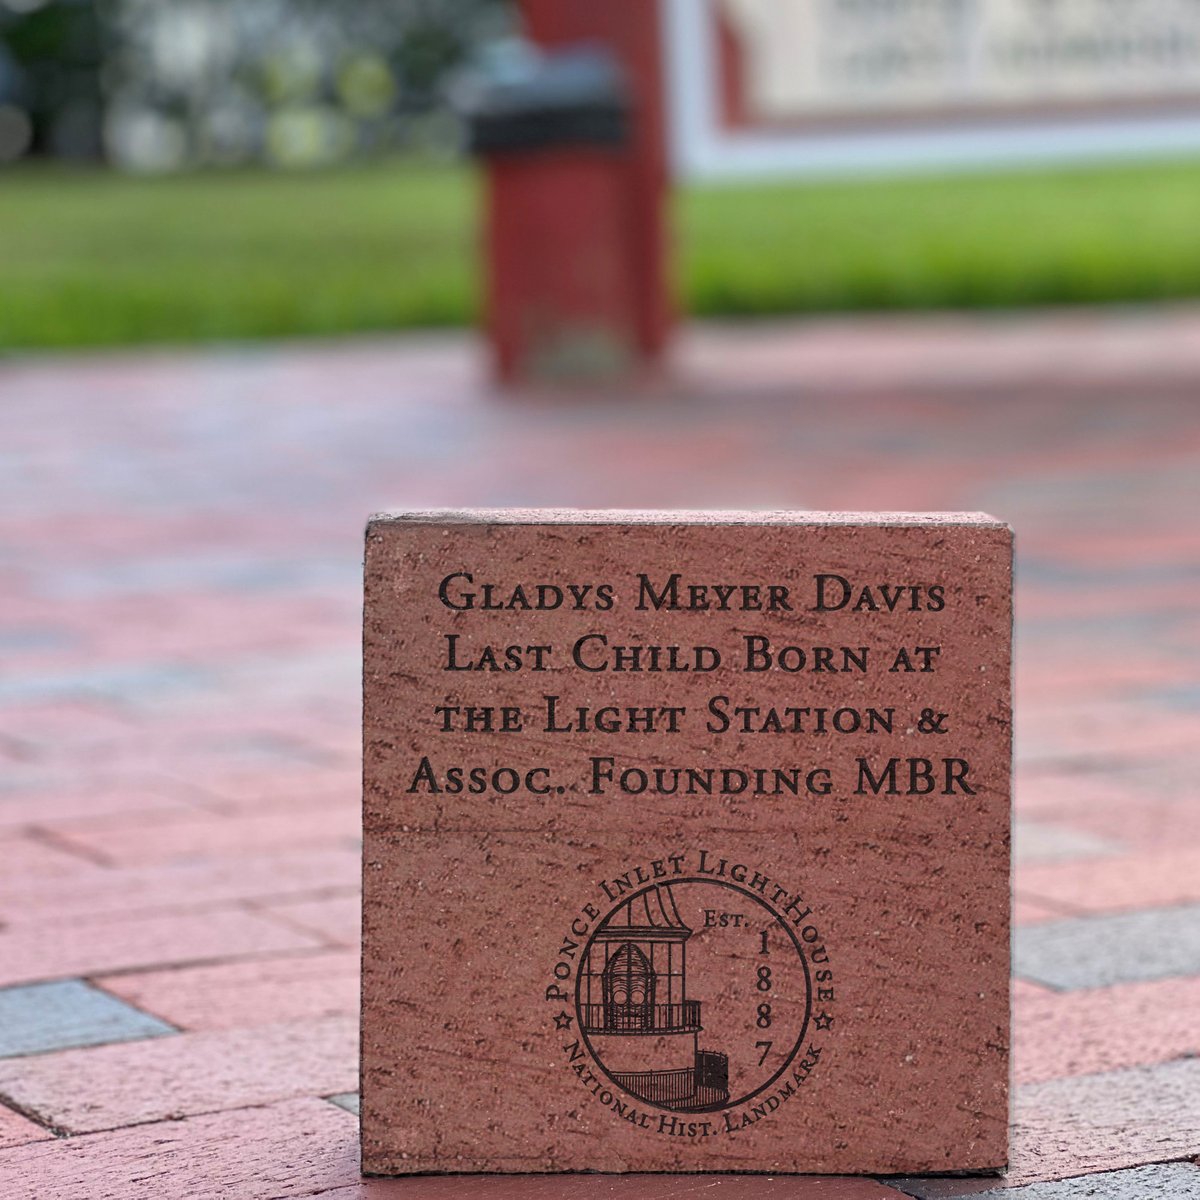 Gladys Meyer Davis
Last Child Born at
the Light Station &
Assoc. Founding MBR
Ponce Inlet LightHouse
Est.
1887
National Hist. Landmark